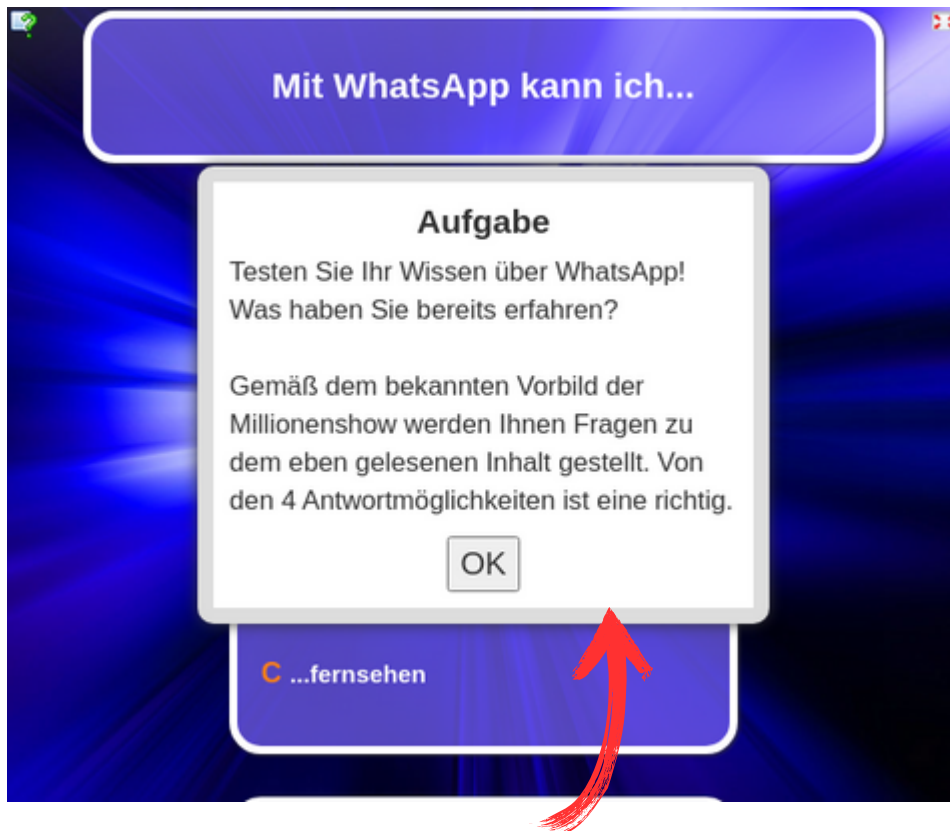 Mit WhatsApp kann ich...
Aufgabe
Testen Sie Ihr Wissen über WhatsApp!
Was haben Sie bereits erfahren?
Gemäß dem bekannten Vorbild der
Millionenshow werden Ihnen Fragen zu
dem eben gelesenen Inhalt gestellt. Von
den 4 Antwortmöglichkeiten ist eine richtig.
OK
C ...fernsehen